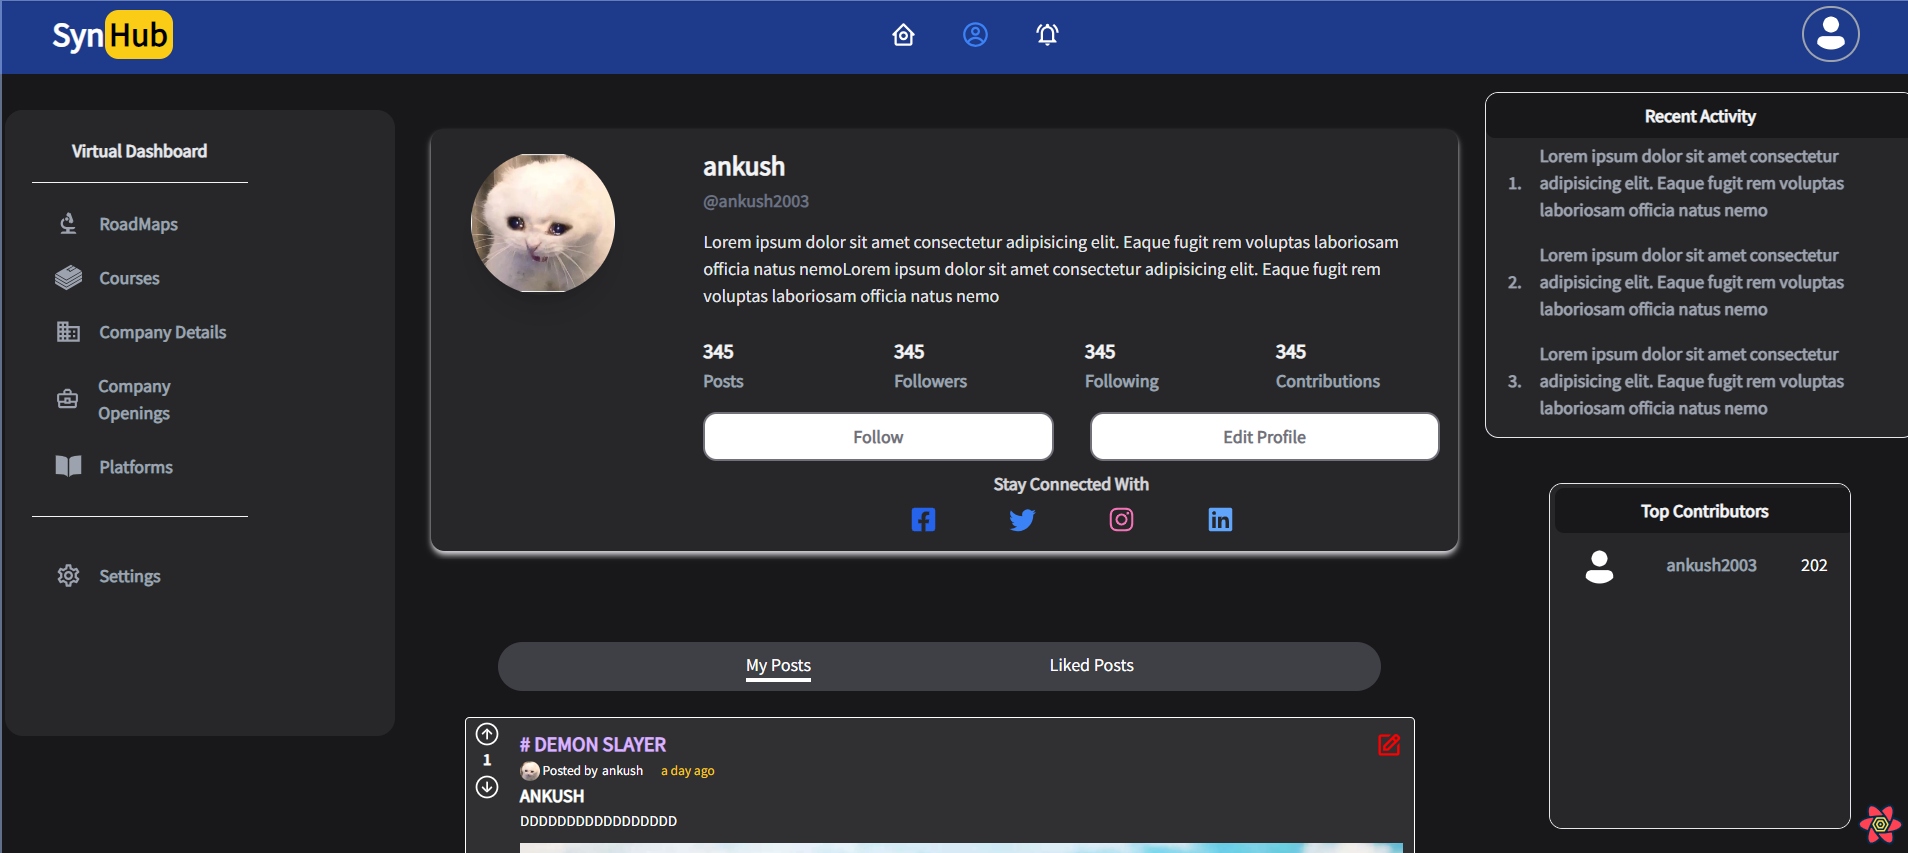 SynHub
Virtual Dashboard
RoadMaps
Courses
Company Details
Company
Openings
Platforms
Settings
ankush
@ankush2003
Lorem ipsum dolor sit amet consectetur adipisicing elit. Eaque fugit rem voluptas laboriosam
officia natus nemoLorem ipsum dolor sit amet consectetur adipisicing elit. Eaque fugit rem
voluptas laboriosam officia natus nemo
345 345 345 345
Posts Followers Following Contributions
Follow Edit Profile
Stay Connected With
My Posts Liked Posts
# DEMON SLAYER
1
Posted by ankush a day ago
ANKUSH
DDDDDDDDDDDDDDDDD
Recent Activity
Lorem ipsum dolor sit amet consectetur
1. adipisicing elit. Eaque fugit rem voluptas
laboriosam officia natus nemo
Lorem ipsum dolor sit amet consectetur
2. adipisicing elit. Eaque fugit rem voluptas
laboriosam officia natus nemo
Lorem ipsum dolor sit amet consectetur
3. adipisicing elit. Eaque fugit rem voluptas
laboriosam officia natus nemo
Top Contributors
ankush2003 202